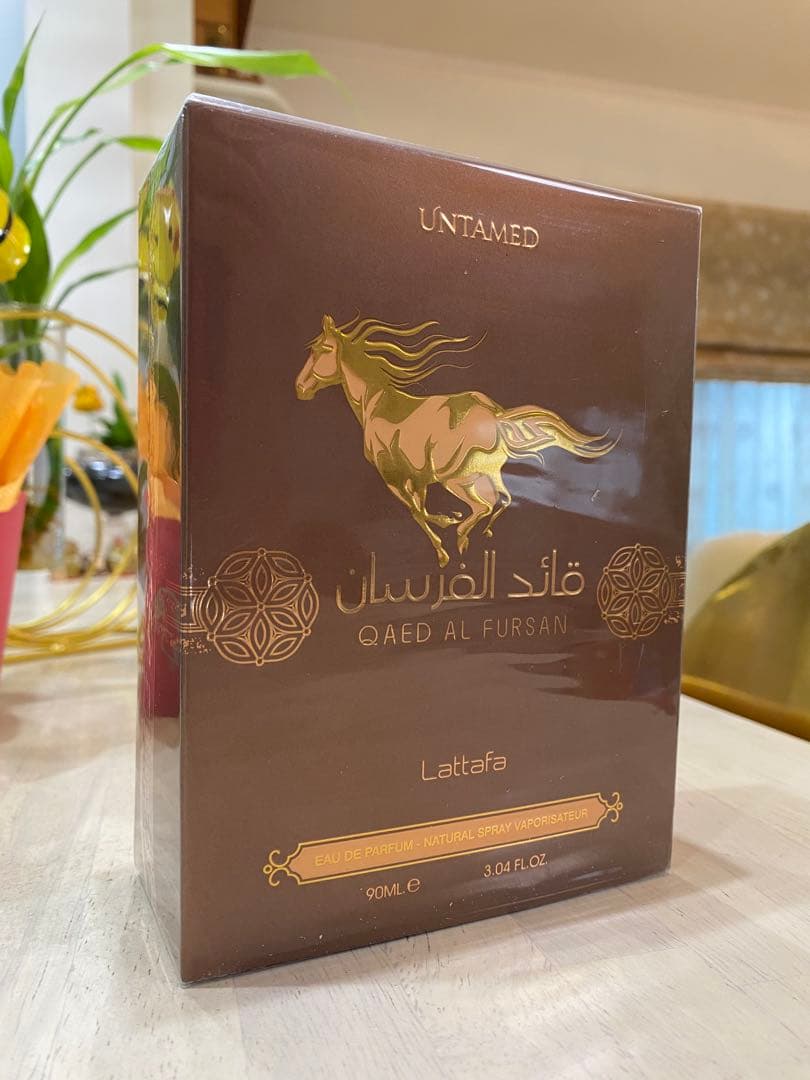 UNTAMED
قائد الفرسان
QAED AL FURSAN
Lattafa
EAU DE PARFUM - NATURAL SPRAY VAPORISATEUR
90ML ℮ 3.04 FL.OZ.